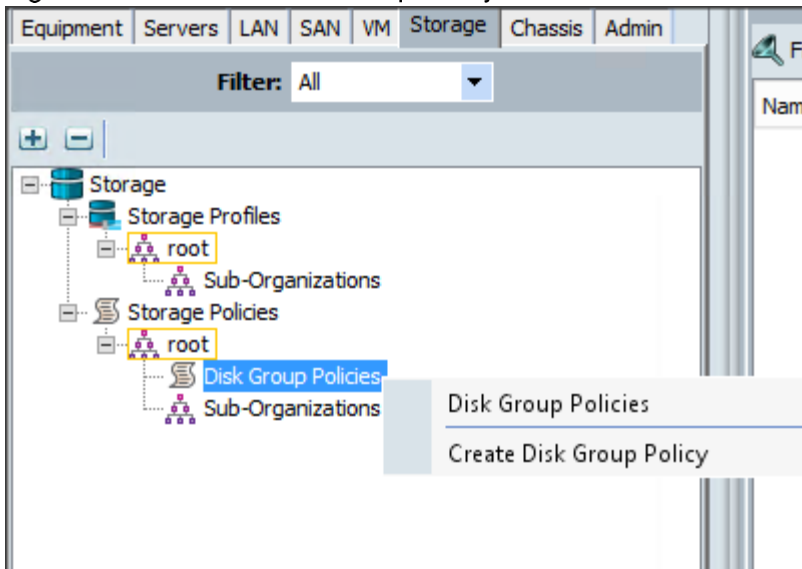 Equipment Servers LAN SAN VM Storage Chassis Admin
Filter: All
Nam
Storage
Storage Profiles
root
Sub-Organizations
Storage Policies
root
Disk Group Policies
Sub-Organizations
Disk Group Policies
Create Disk Group Policy